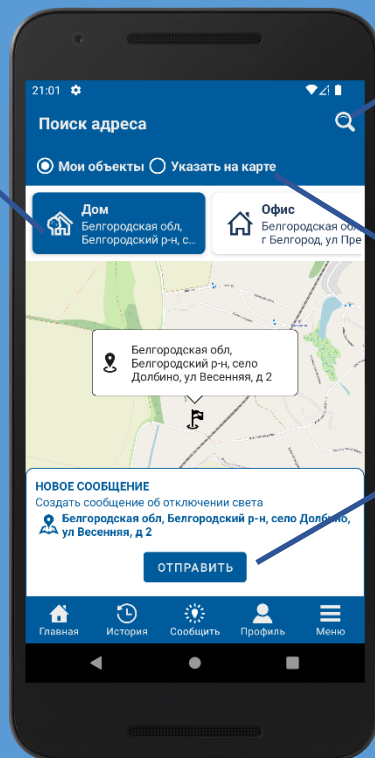 21:01
Поиск адреса
Мои объекты Указать на карте
Дом
Белгородская обл,
Белгородский р-н, с...
Офис
Белгородская обл
г Белгород, ул Пре
Белгородская обл,
Белгородский р-н, село
Долбино, ул Весенняя, д 2
НОВОЕ СООБЩЕНИЕ
Создать сообщение об отключении света
Белгородская обл, Белгородский р-н, село Долбино,
ул Весенняя, д 2
ОТПРАВИТЬ
Главная История Сообщить Профиль Меню